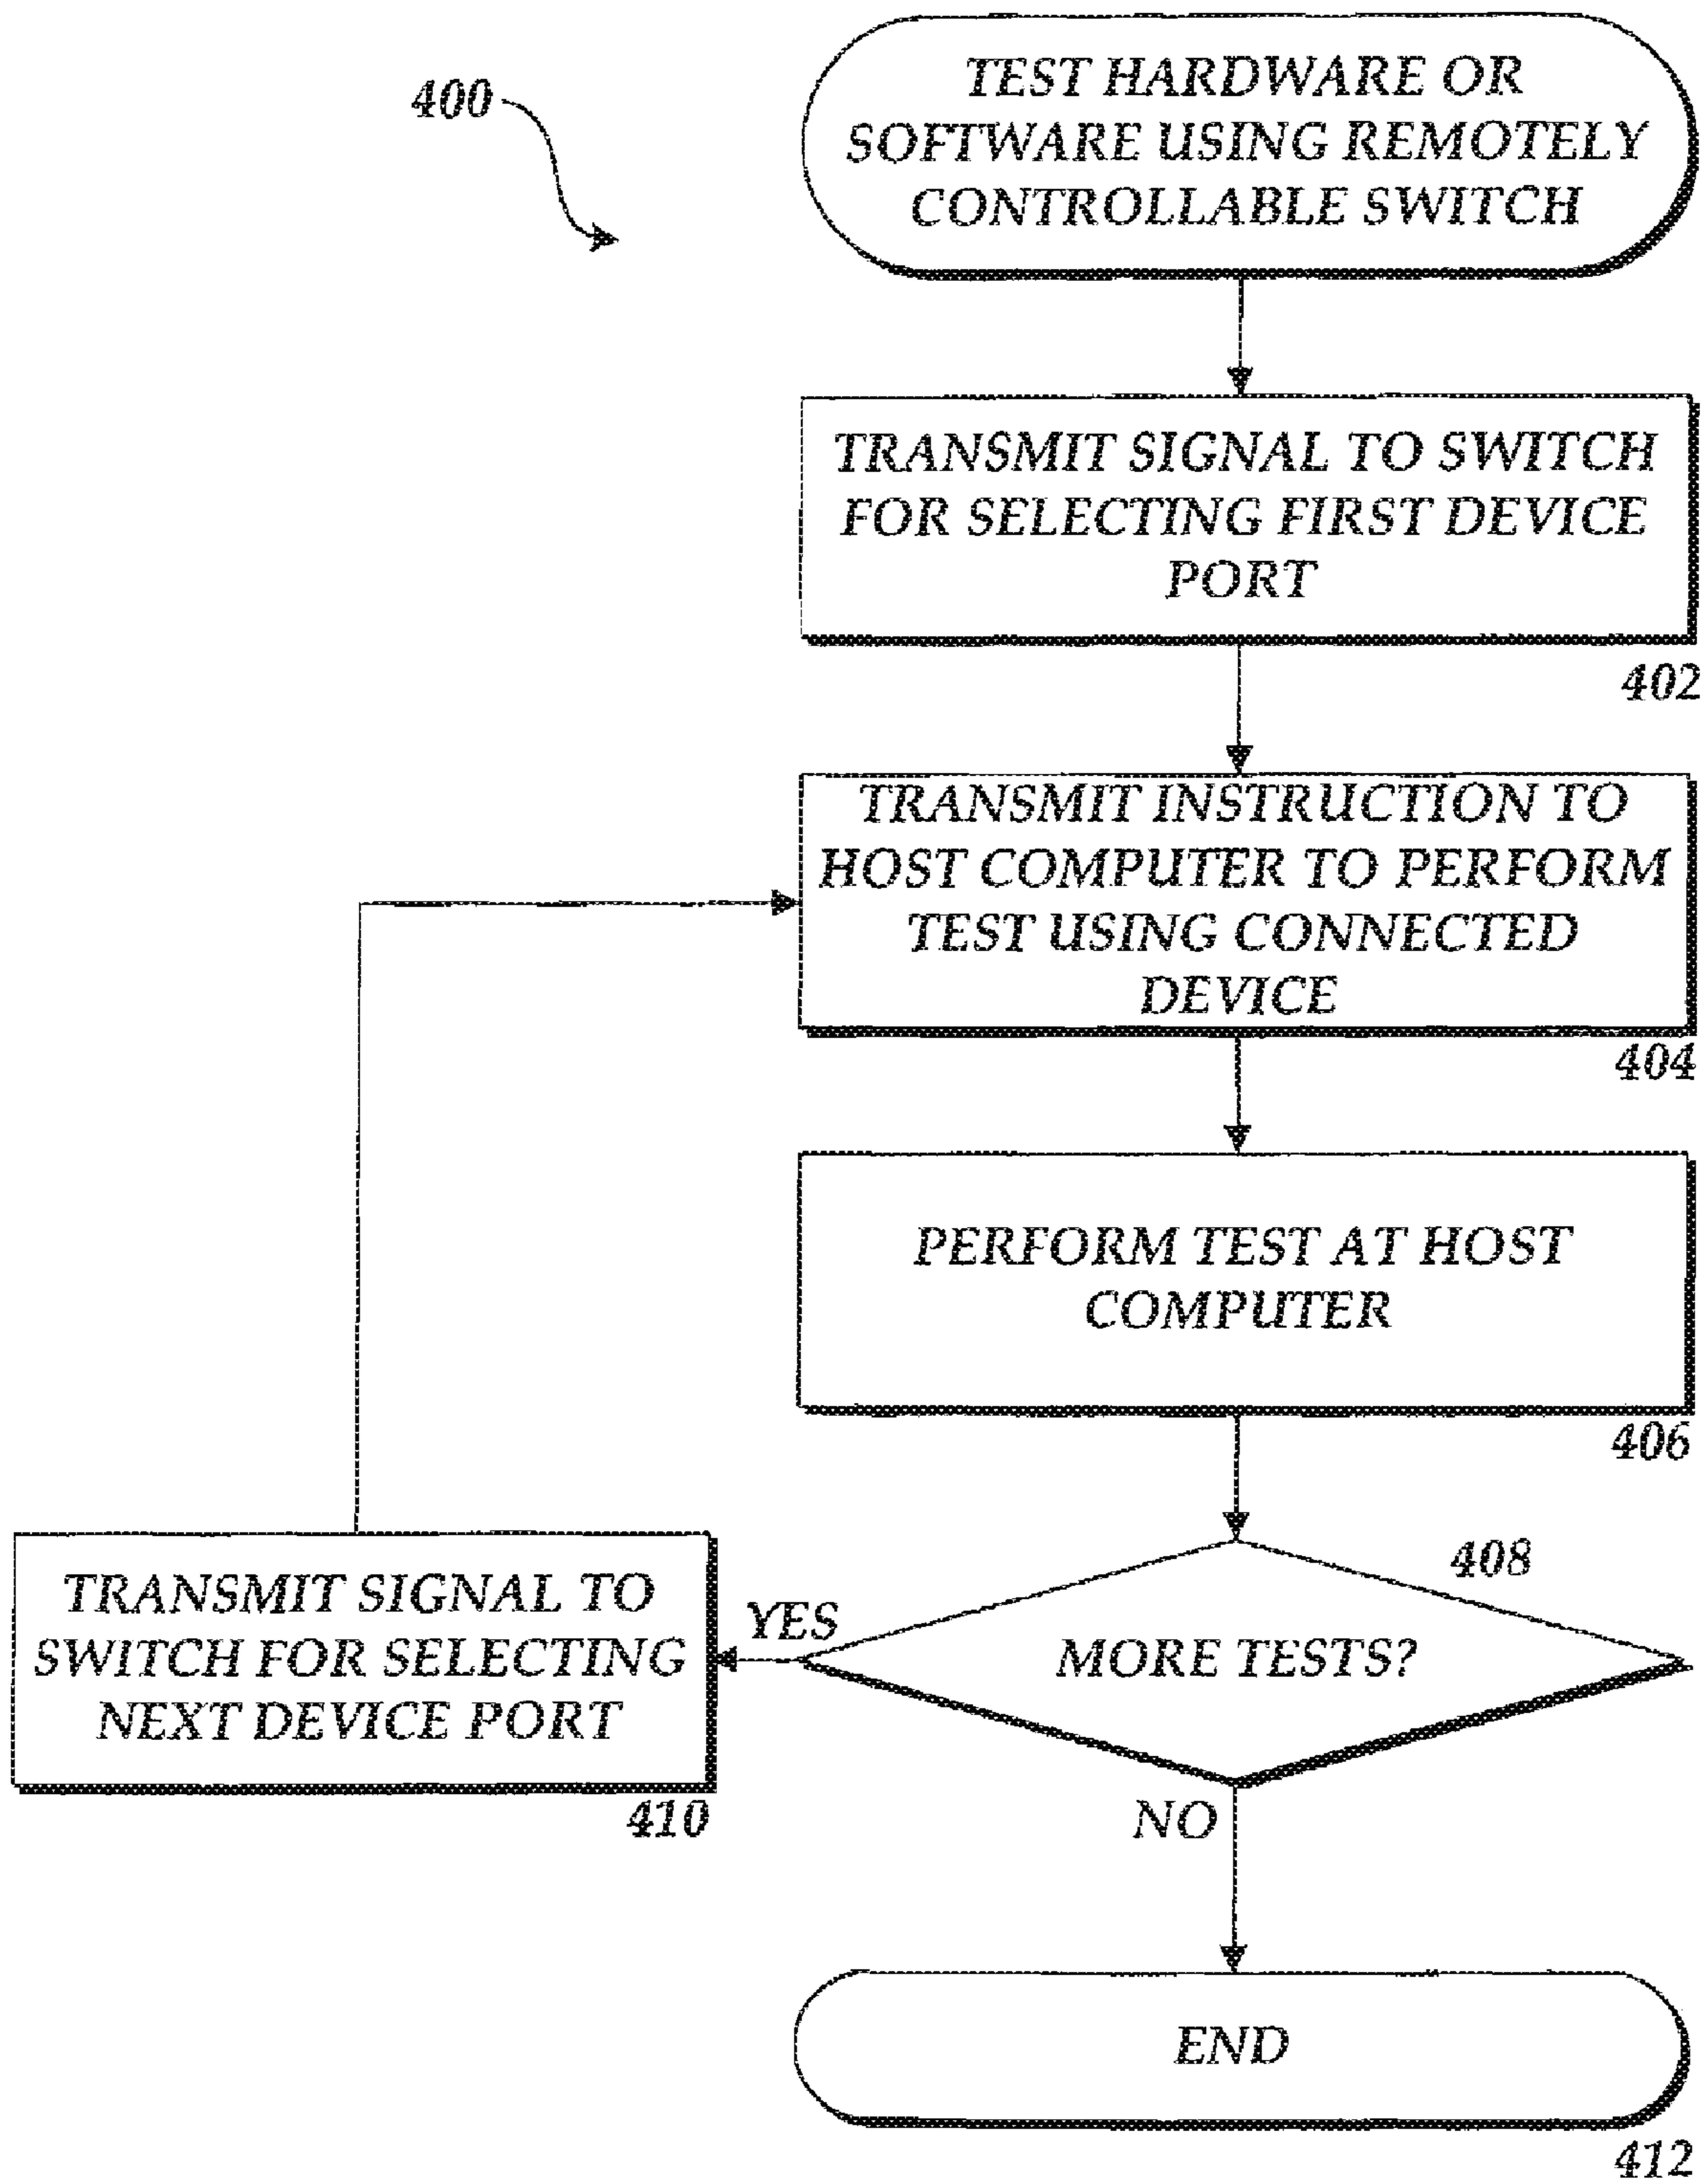 400
TEST HARDWARE OR
SOFTWARE USING REMOTELY
CONTROLLABLE SWITCH
TRANSMIT SIGNAL TO SWITCH
FOR SELECTING FIRST DEVICE
PORT
402
TRANSMIT INSTRUCTION TO
HOST COMPUTER TO PERFORM
TEST USING CONNECTED
DEVICE
404
PERFORM TEST AT HOST
COMPUTER
406
408
MORE TESTS?
YES
TRANSMIT SIGNAL TO
SWITCH FOR SELECTING
NEXT DEVICE PORT
410
NO
END
412